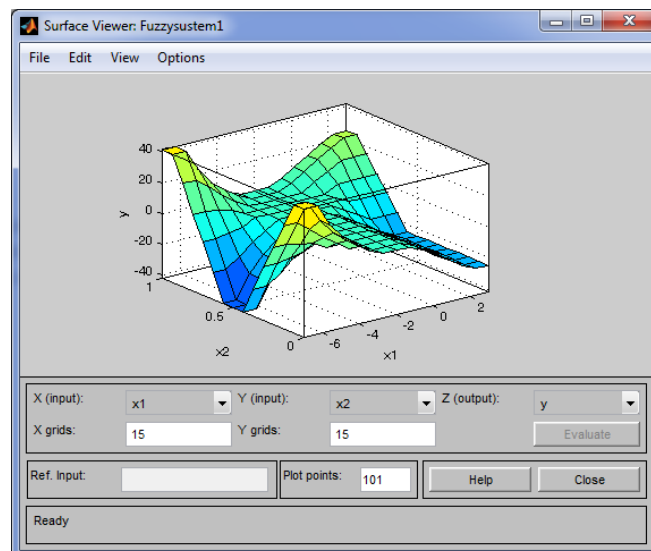 Surface Viewer: Fuzzysustem1
File Edit View Options
40
20
0
-20
-40
y
1
0.5
0
x2
-6
-4
-2
0
2
x1
X (input): x1 Y (input): x2 Z (output): y
X grids: 15 Y grids: 15 Evaluate
Ref. Input: Plot points: 101 Help Close
Ready